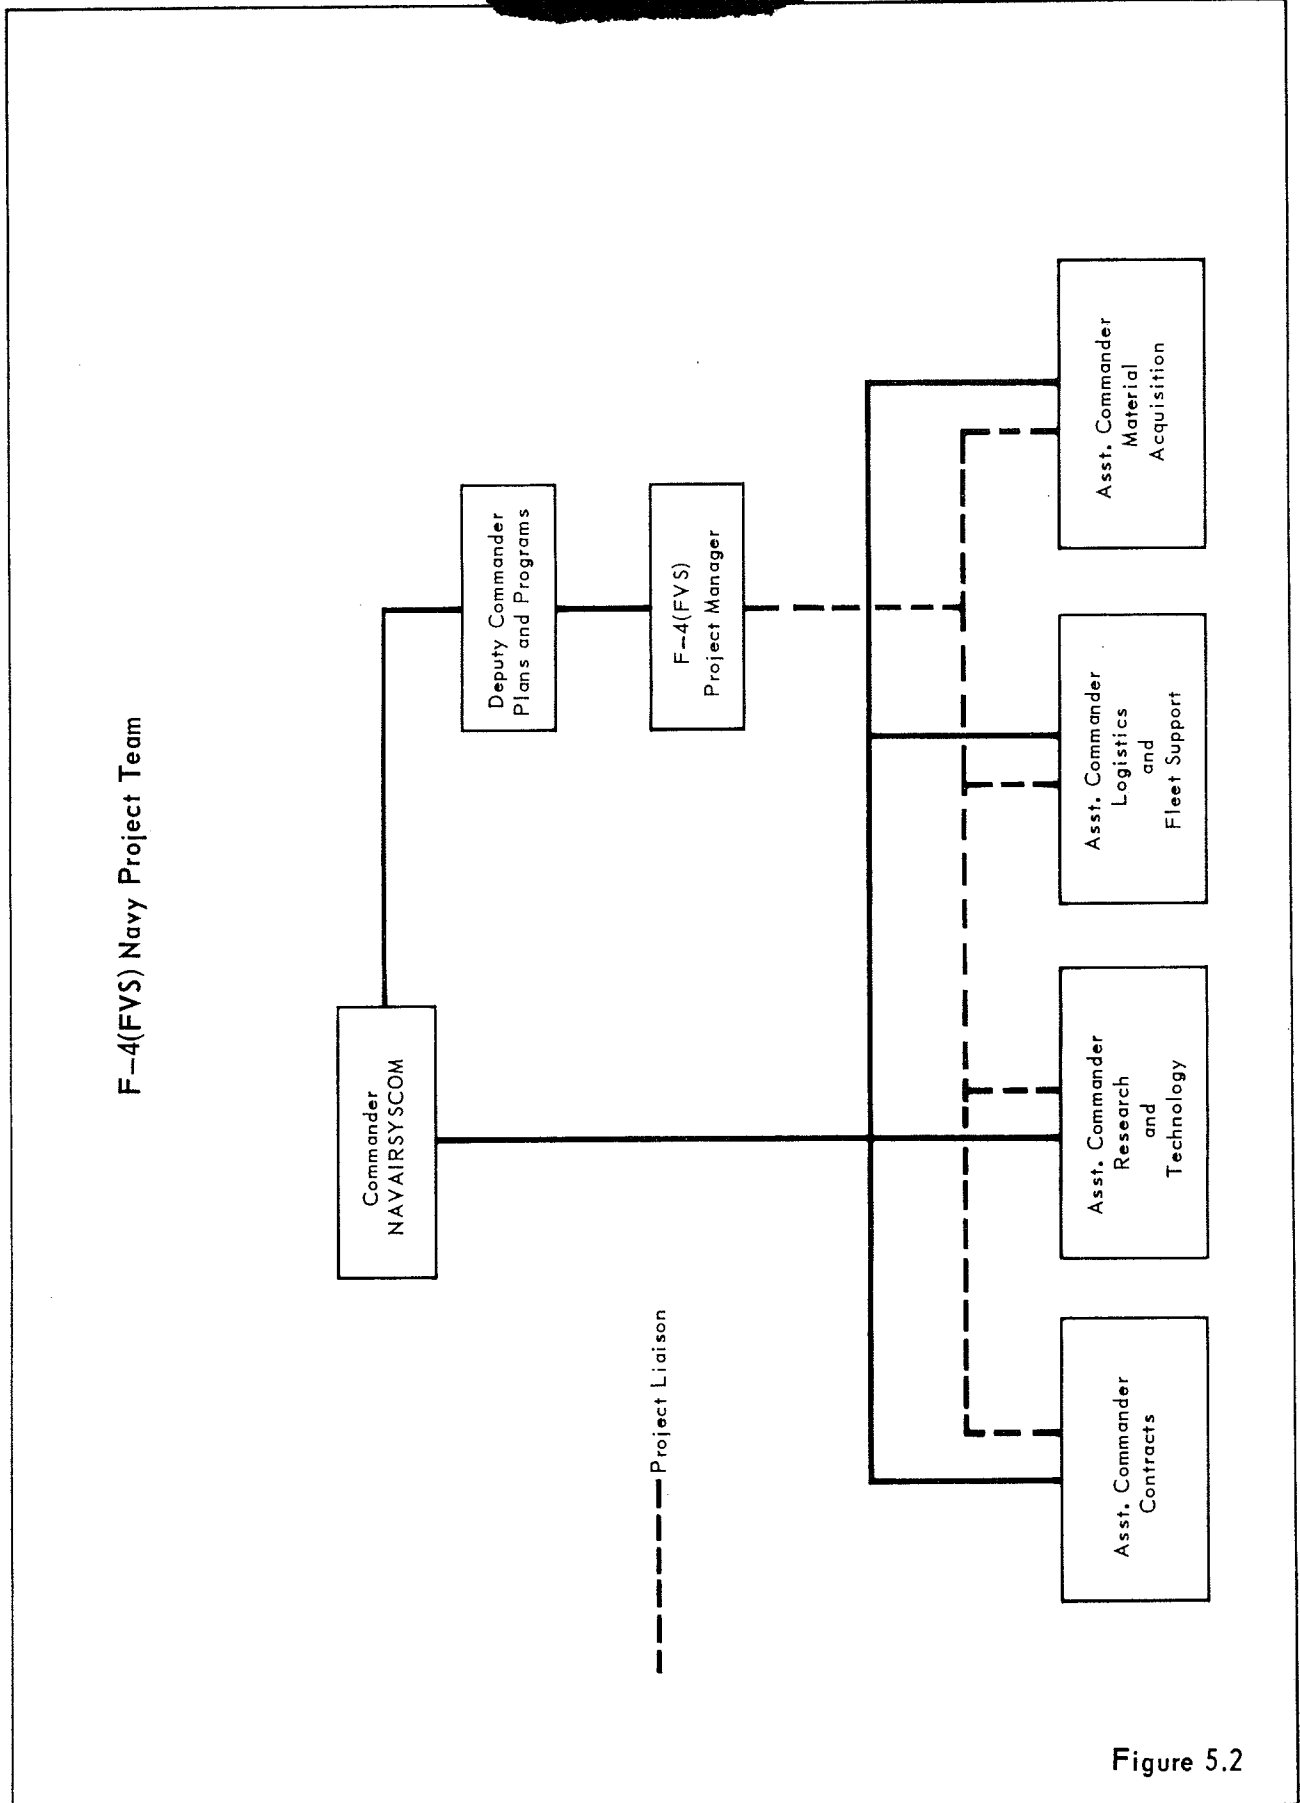 F-4(FVS) Navy Project Team
Commander
NAVAIRSYSCOM
Deputy Commander
Plans and Programs
F-4(FVS)
Project Manager
Project Liaison
Asst. Commander
Contracts
Asst. Commander
Research
and
Technology
Asst. Commander
Logistics
and
Fleet Support
Asst. Commander
Material
Acquisition
Figure 5.2